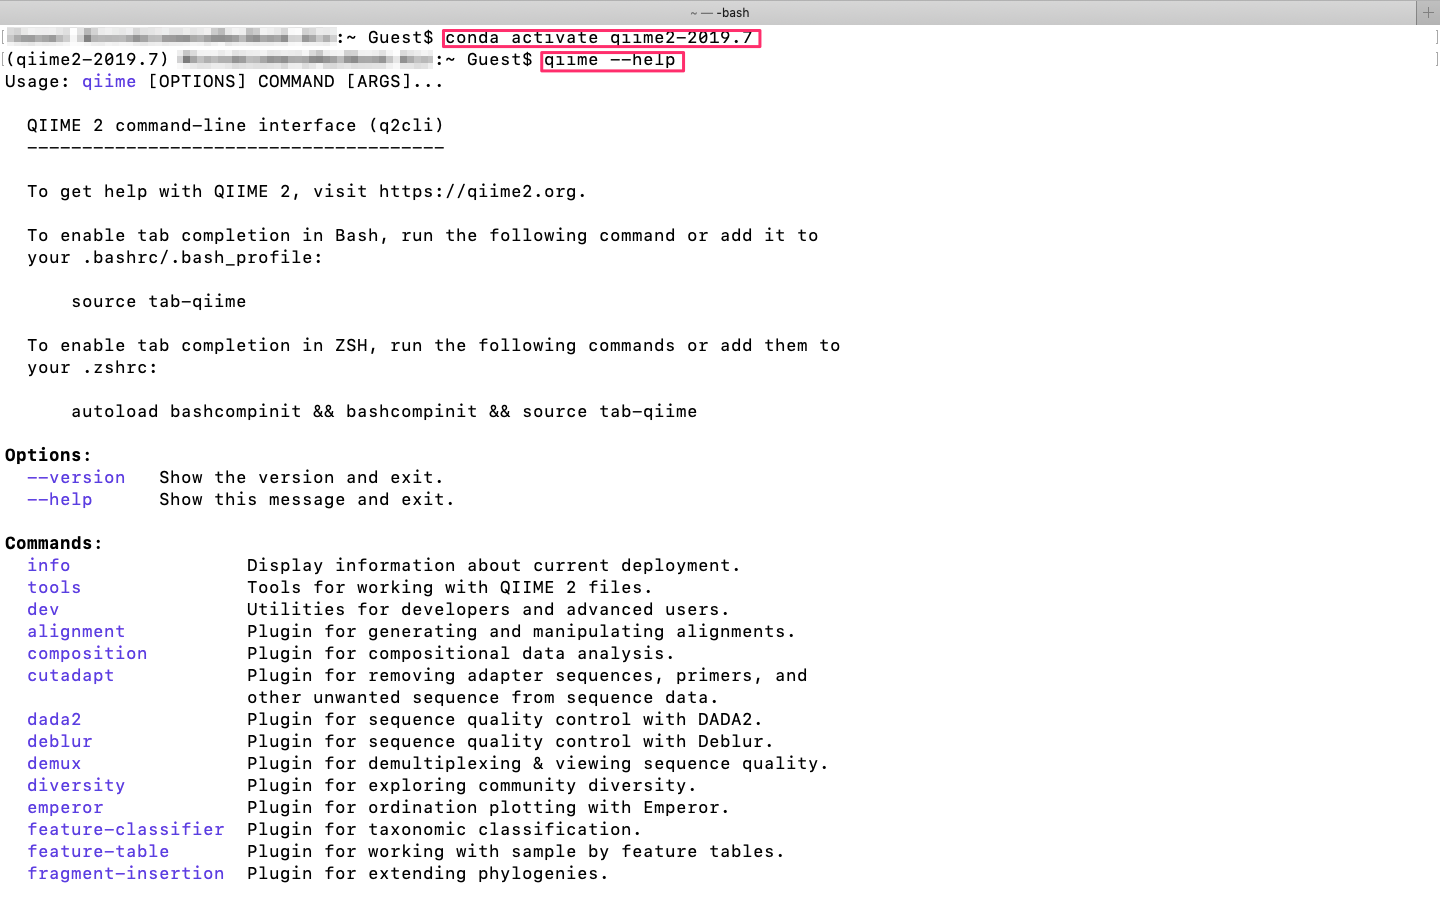 ~ — -bash
:~ Guest$ conda activate qiime2-2019.7
(qiime2-2019.7) :~ Guest$ qiime --help
Usage: qiime [OPTIONS] COMMAND [ARGS]...
QIIME 2 command-line interface (q2cli)
--------------------------------------
To get help with QIIME 2, visit https://qiime2.org.
To enable tab completion in Bash, run the following command or add it to
your .bashrc/.bash_profile:
source tab-qiime
To enable tab completion in ZSH, run the following commands or add them to
your .zshrc:
autoload bashcompinit && bashcompinit && source tab-qiime
Options:
--version   Show the version and exit.
--help      Show this message and exit.
Commands:
info                Display information about current deployment.
tools               Tools for working with QIIME 2 files.
dev                 Utilities for developers and advanced users.
alignment           Plugin for generating and manipulating alignments.
composition         Plugin for compositional data analysis.
cutadapt            Plugin for removing adapter sequences, primers, and
other unwanted sequence from sequence data.
dada2               Plugin for sequence quality control with DADA2.
deblur              Plugin for sequence quality control with Deblur.
demux               Plugin for demultiplexing & viewing sequence quality.
diversity           Plugin for exploring community diversity.
emperor             Plugin for ordination plotting with Emperor.
feature-classifier  Plugin for taxonomic classification.
feature-table       Plugin for working with sample by feature tables.
fragment-insertion  Plugin for extending phylogenies.